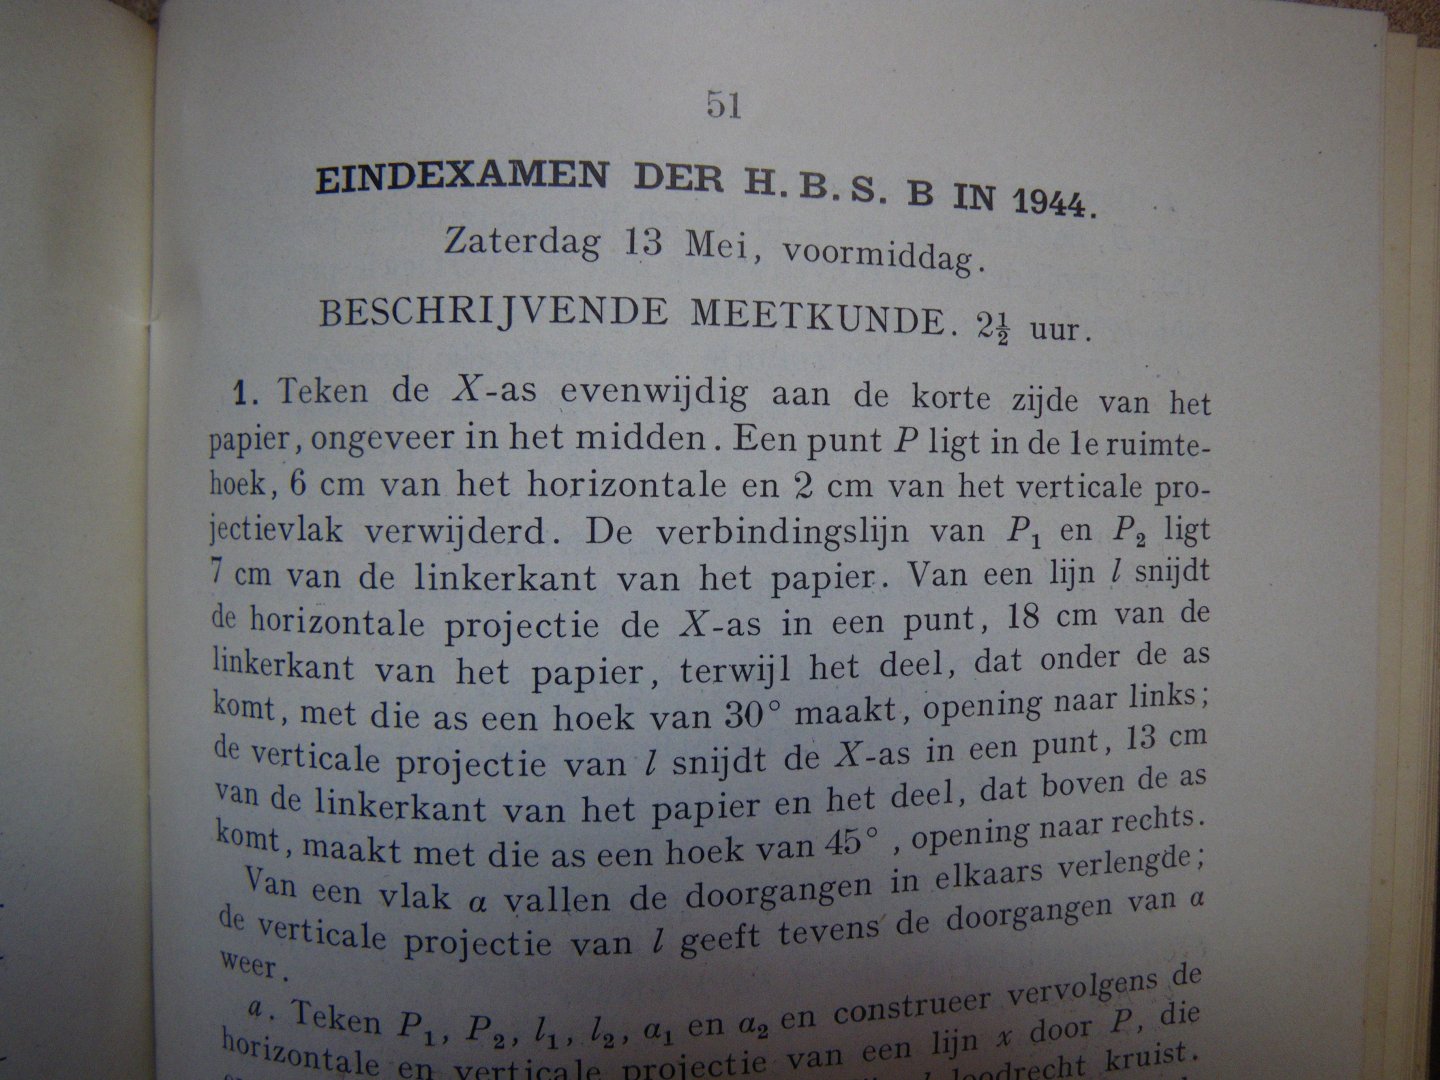 51
EINDEXAMEN DER H.B.S. B IN 1944.
Zaterdag 13 Mei, voormiddag.
BESCHRIJVENDE MEETKUNDE. 2½ uur.
1. Teken de X-as evenwijdig aan de korte zijde van het
papier, ongeveer in het midden. Een punt P ligt in de 1e ruimte-
hoek, 6 cm van het horizontale en 2 cm van het verticale pro-
jectievlak verwijderd. De verbindingslijn van P₁ en P₂ ligt
7 cm van de linkerkant van het papier. Van een lijn l snijdt
de horizontale projectie de X-as in een punt, 18 cm van de
linkerkant van het papier, terwijl het deel, dat onder de as
komt, met die as een hoek van 30° maakt, opening naar links;
de verticale projectie van l snijdt de X-as in een punt, 13 cm
van de linkerkant van het papier en het deel, dat boven de as
komt, maakt met die as een hoek van 45°, opening naar rechts.
Van een vlak α vallen de doorgangen in elkaars verlengde;
de verticale projectie van l geeft tevens de doorgangen van α
weer.
a. Teken P₁, P₂, l₁, l₂, α₁ en α₂ en construeer vervolgens de
horizontale en verticale projectie van een lijn x door P, die
loodrecht kruist.